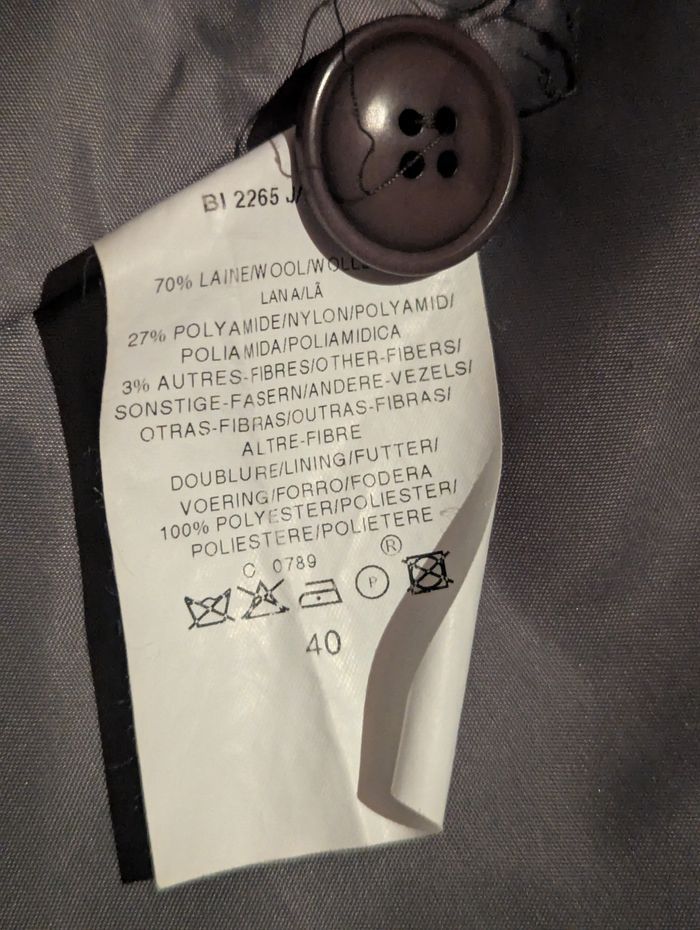 BI 2265
70% LAINE/WOOL/WOLLE
LANA/LÃ
27% POLYAMIDE/NYLON/POLYAMID/
POLIAMIDA/POLIAMIDICA
3% AUTRES-FIBRES/OTHER-FIBERS/
SONSTIGE-FASERN/ANDERE-VEZELS/
OTRAS-FIBRAS/OUTRAS-FIBRAS/
ALTRE-FIBRE
DOUBLURE/LINING/FUTTER/
VOERING/FORRO/FODERA
100% POLYESTER/POLIESTER/
POLIESTERE/POLIETERE
C 0789 ®
P
40